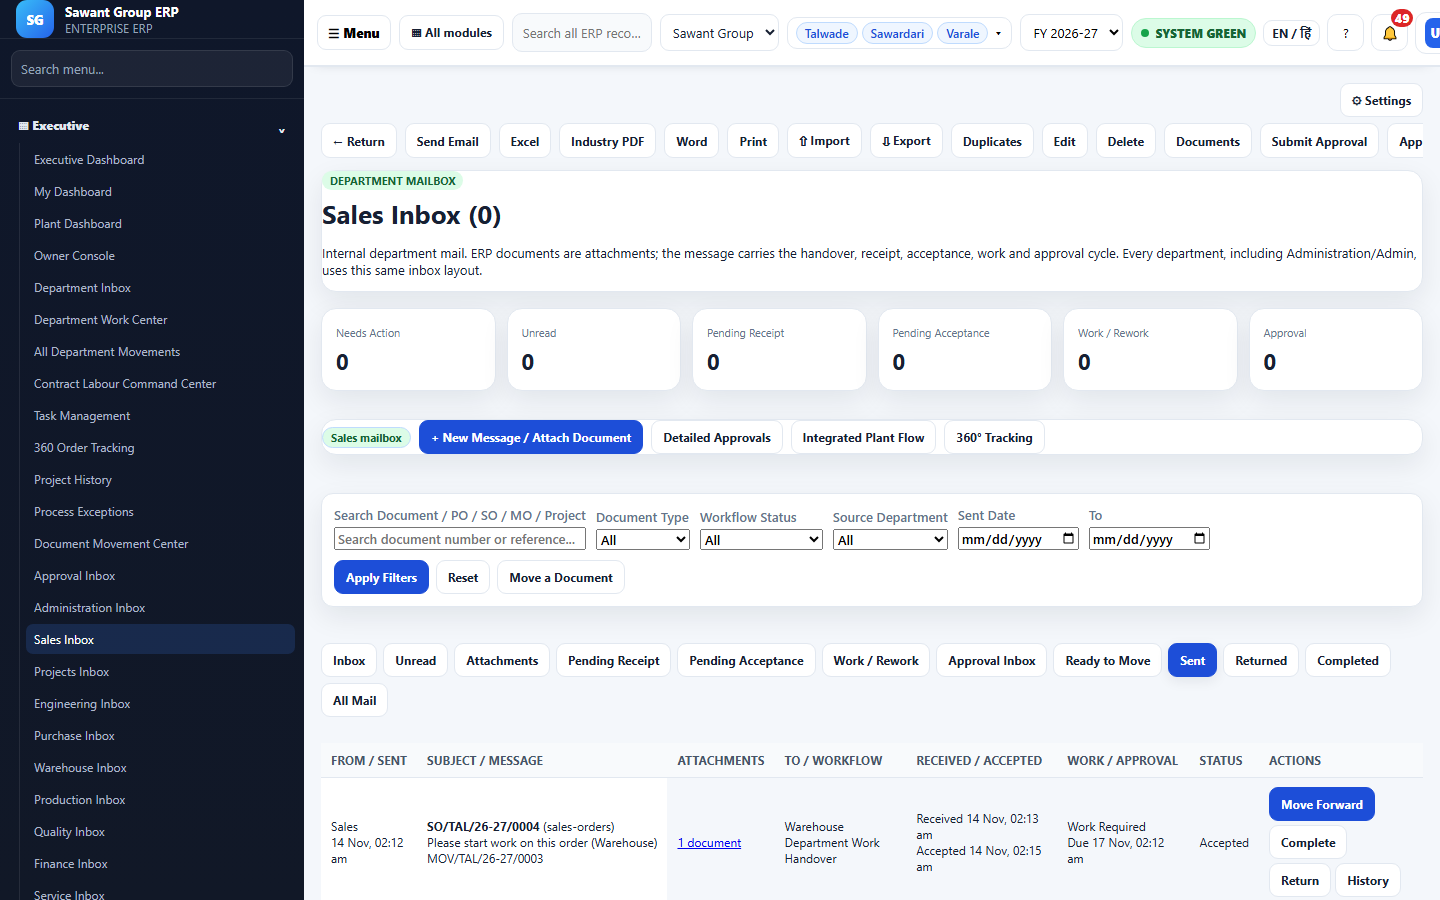 SG
Sawant Group ERP
ENTERPRISE ERP
Search menu...
Executive
Executive Dashboard
My Dashboard
Plant Dashboard
Owner Console
Department Inbox
Department Work Center
All Department Movements
Contract Labour Command Center
Task Management
360 Order Tracking
Project History
Process Exceptions
Document Movement Center
Approval Inbox
Administration Inbox
Sales Inbox
Projects Inbox
Engineering Inbox
Purchase Inbox
Warehouse Inbox
Production Inbox
Quality Inbox
Finance Inbox
Service Inbox
☰ Menu
All modules
Search all ERP reco...
Sawant Group
Talwade
Sawardari
Varale
FY 2026-27
SYSTEM GREEN
EN / हिं
?
49
U
⚙ Settings
← Return
Send Email
Excel
Industry PDF
Word
Print
⇧ Import
⇩ Export
Duplicates
Edit
Delete
Documents
Submit Approval
App
DEPARTMENT MAILBOX
Sales Inbox (0)
Internal department mail. ERP documents are attachments; the message carries the handover, receipt, acceptance, work and approval cycle. Every department, including Administration/Admin,
uses this same inbox layout.
Needs Action
0
Unread
0
Pending Receipt
0
Pending Acceptance
0
Work / Rework
0
Approval
0
Sales mailbox
+ New Message / Attach Document
Detailed Approvals
Integrated Plant Flow
360° Tracking
Search Document / PO / SO / MO / Project
Search document number or reference...
Document Type
All
Workflow Status
All
Source Department
All
Sent Date
mm/dd/yyyy
To
mm/dd/yyyy
Apply Filters
Reset
Move a Document
Inbox
Unread
Attachments
Pending Receipt
Pending Acceptance
Work / Rework
Approval Inbox
Ready to Move
Sent
Returned
Completed
All Mail
FROM / SENT
SUBJECT / MESSAGE
ATTACHMENTS
TO / WORKFLOW
RECEIVED / ACCEPTED
WORK / APPROVAL
STATUS
ACTIONS
Sales
14 Nov, 02:12
am
SO/TAL/26-27/0004 (sales-orders)
Please start work on this order (Warehouse)
MOV/TAL/26-27/0003
1 document
Warehouse
Department Work
Handover
Received 14 Nov, 02:13
am
Accepted 14 Nov, 02:15
am
Work Required
Due 17 Nov, 02:12
am
Accepted
Move Forward
Complete
Return
History